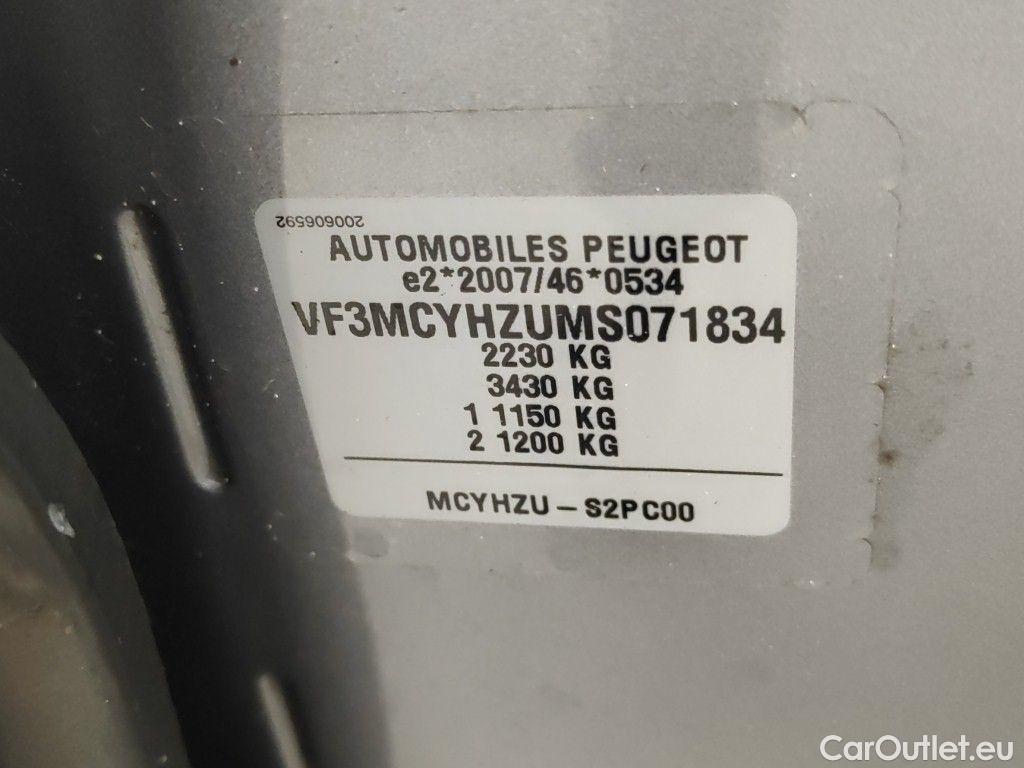 200606592
AUTOMOBILES PEUGEOT
e2*2007/46*0534
VF3MCYHZUMS071834
2230 KG
3430 KG
1 1150 KG
2 1200 KG
MCYHZU – S2PC00
CarOutlet.eu